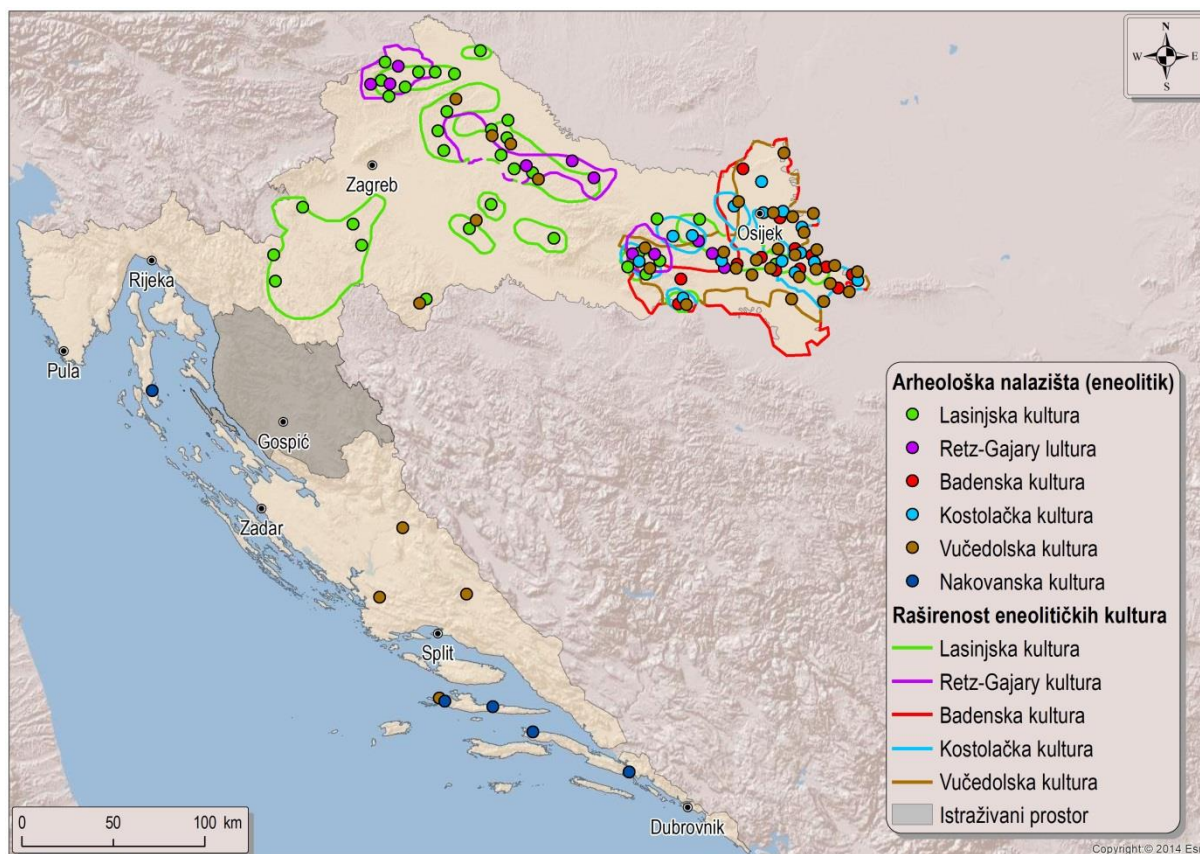 N
W E
S
Zagreb
Osijek
Rijeka
Pula
Gospić
Zadar
Split
Dubrovnik
Arheološka nalazišta (eneolitik)
Lasinjska kultura
Retz-Gajary lultura
Badenska kultura
Kostolačka kultura
Vučedolska kultura
Nakovanska kultura
Raširenost eneolitičkih kultura
Lasinjska kultura
Retz-Gajary kultura
Badenska kultura
Kostolačka kultura
Vučedolska kultura
Istraživani prostor
0 50 100 km
Copyright:© 2014 Es